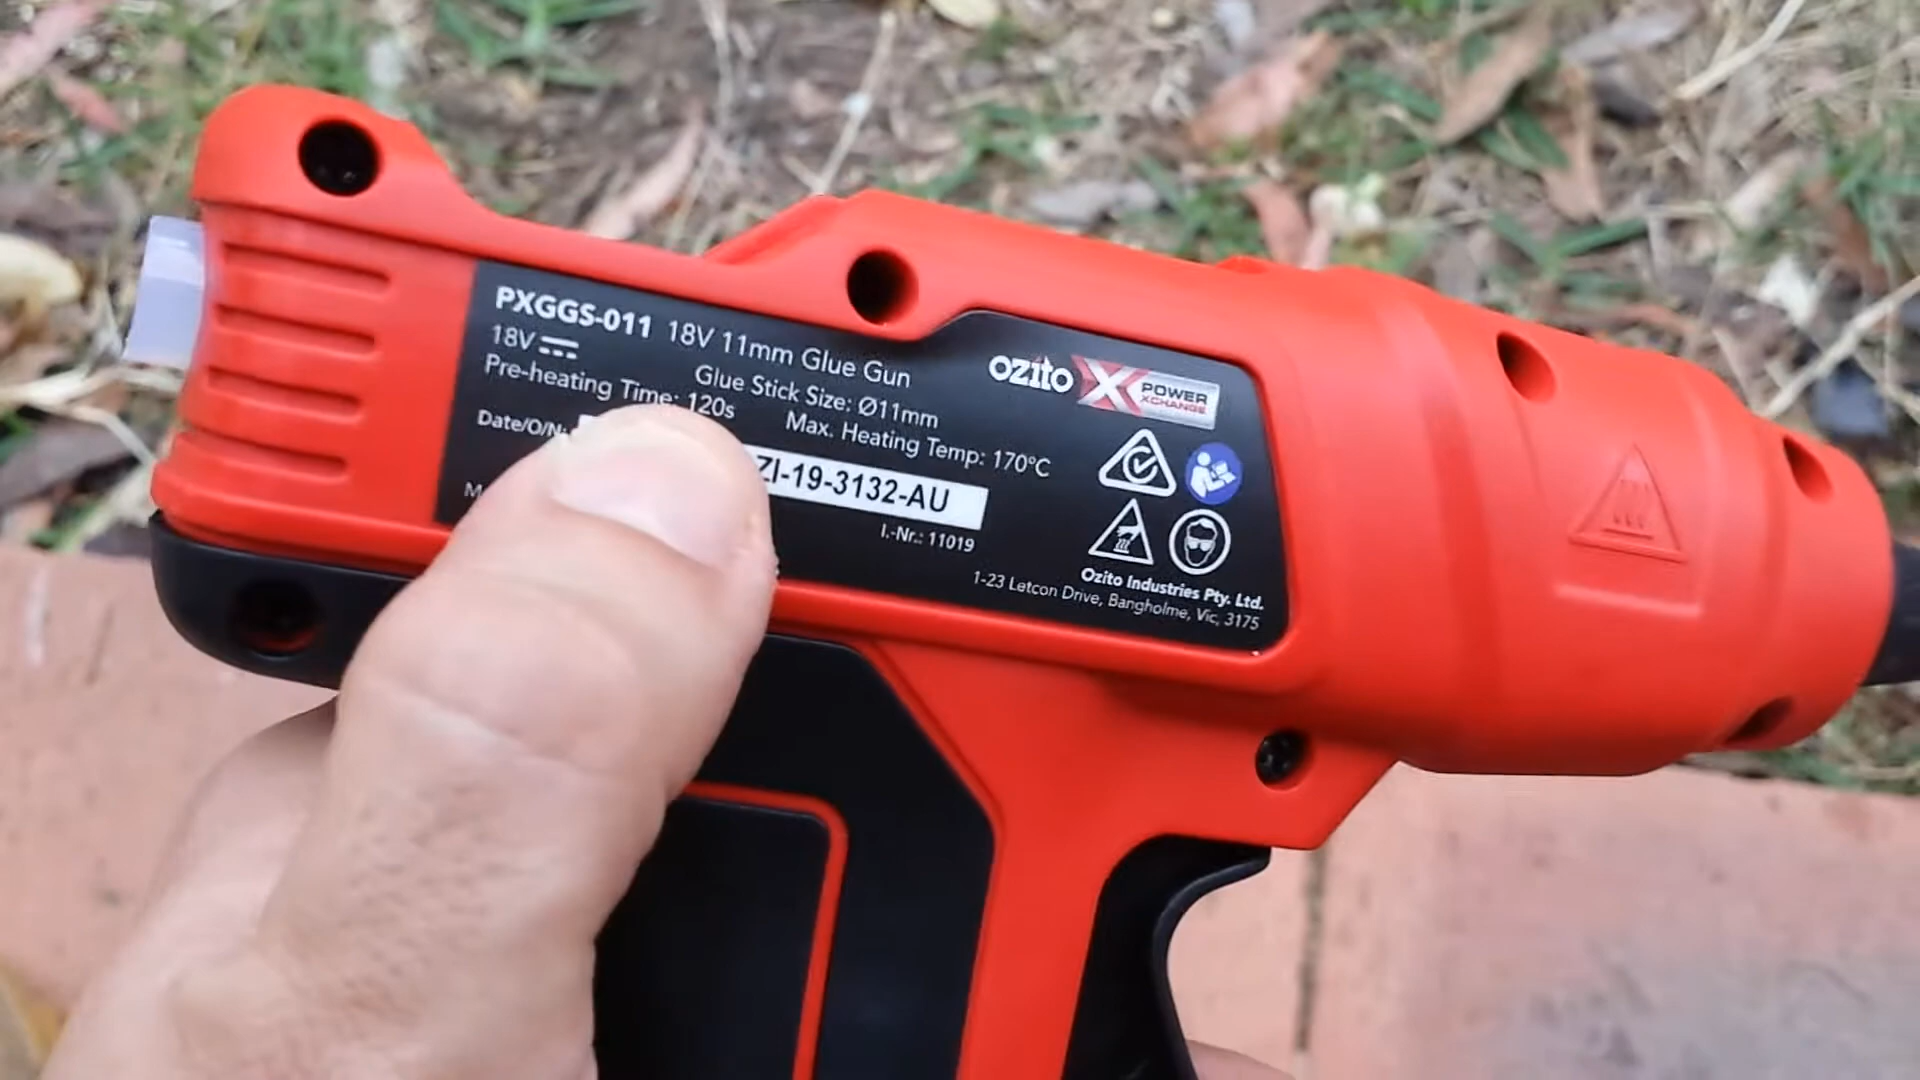 PXGGS-011 18V 11mm Glue Gun
18V
Glue Stick Size: Ø11mm
Pre-heating Time: 120s
Max. Heating Temp: 170°C
Date/O/N:
ZI-19-3132-AU
I.-Nr.: 11019
ozito X POWER
XCHANGE
Ozito Industries Pty. Ltd.
1-23 Letcon Drive, Bangholme, Vic, 3175